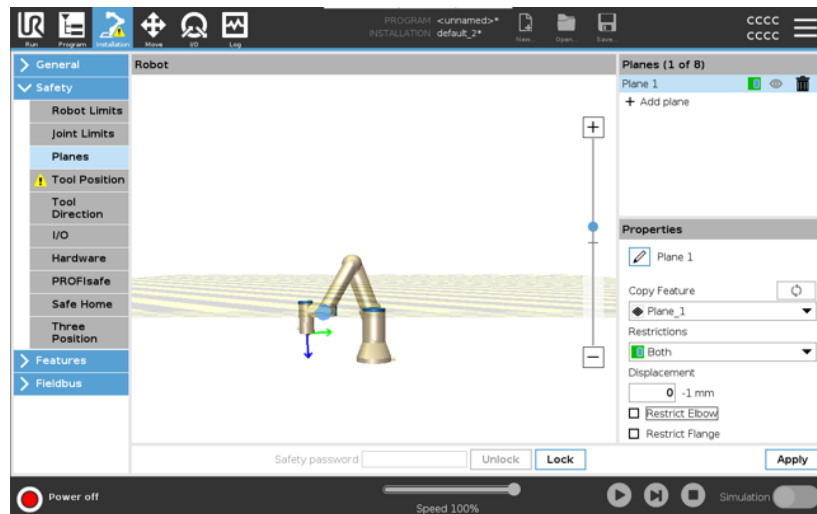 PROGRAM <unnamed>*
INSTALLATION default_2*
CCCC
CCCC
Run Program Installation Move I/O Log New... Open... Save...
General
Safety
Robot Limits
Joint Limits
Planes
Tool Position
Tool
Direction
I/O
Hardware
PROFIsafe
Safe Home
Three
Position
Features
Fieldbus
Robot
Planes (1 of 8)
Plane 1
+ Add plane
Properties
Plane 1
Copy Feature
Plane_1
Restrictions
Both
Displacement
0 -1 mm
Restrict Elbow
Restrict Flange
Safety password Unlock Lock Apply
Power off
Speed 100%
Simulation